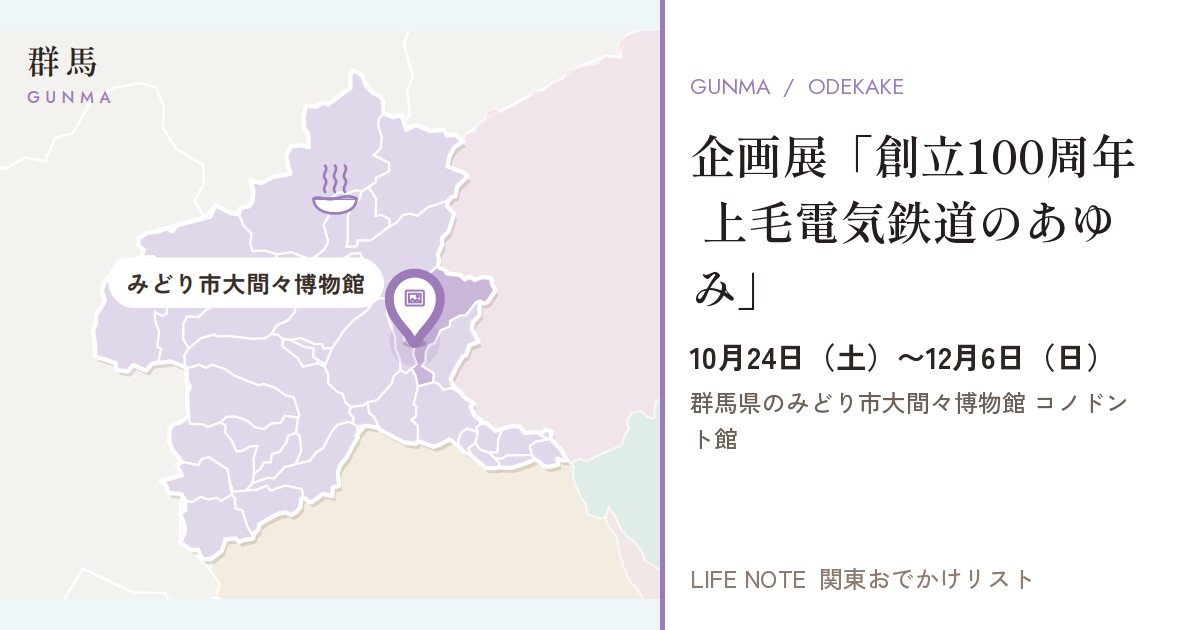 群馬
GUNMA
みどり市大間々博物館
GUNMA / ODEKAKE
企画展「創立100周年
上毛電気鉄道のあゆ
み」
10月24日（土）〜12月6日（日）
群馬県のみどり市大間々博物館 コノドン
ト館
LIFE NOTE 関東おでかけリスト